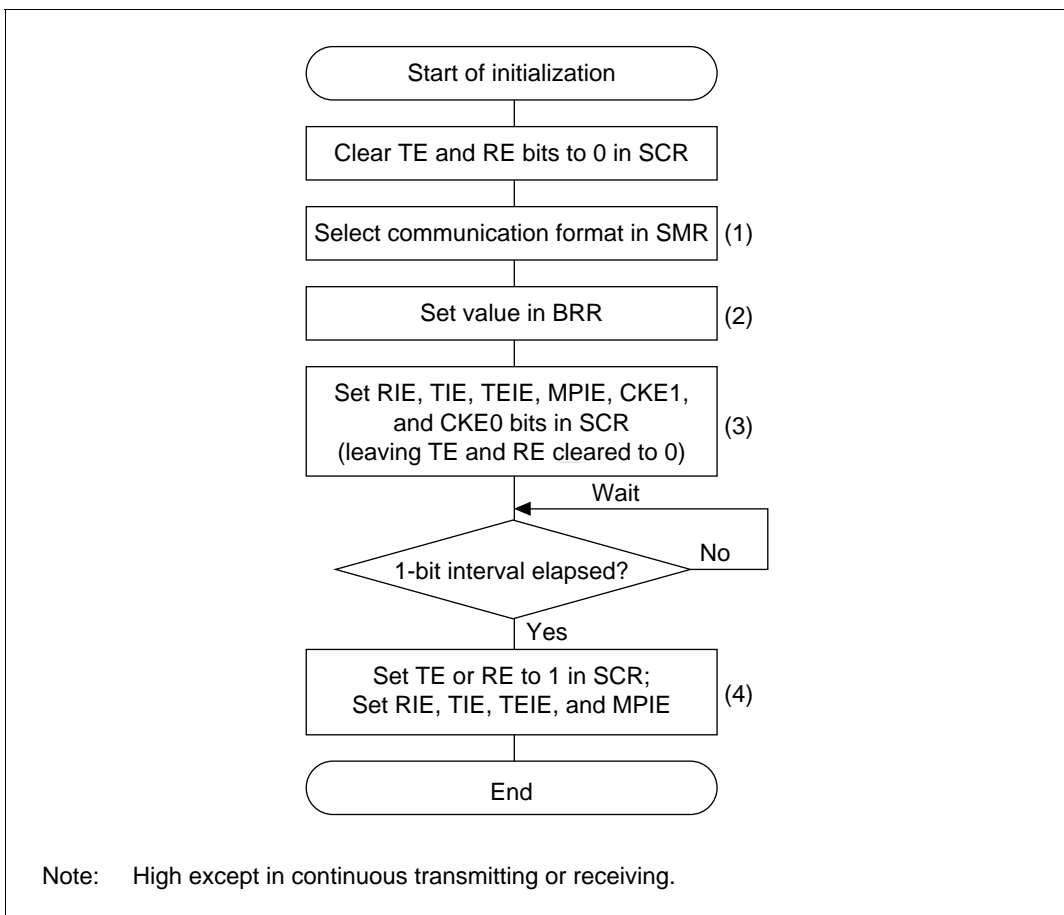 Start of initialization
Clear TE and RE bits to 0 in SCR
Select communication format in SMR
(1)
Set value in BRR
(2)
Set RIE, TIE, TEIE, MPIE, CKE1,
and CKE0 bits in SCR
(leaving TE and RE cleared to 0)
(3)
Wait
1-bit interval elapsed?
No
Yes
Set TE or RE to 1 in SCR;
Set RIE, TIE, TEIE, and MPIE
(4)
End
Note: High except in continuous transmitting or receiving.